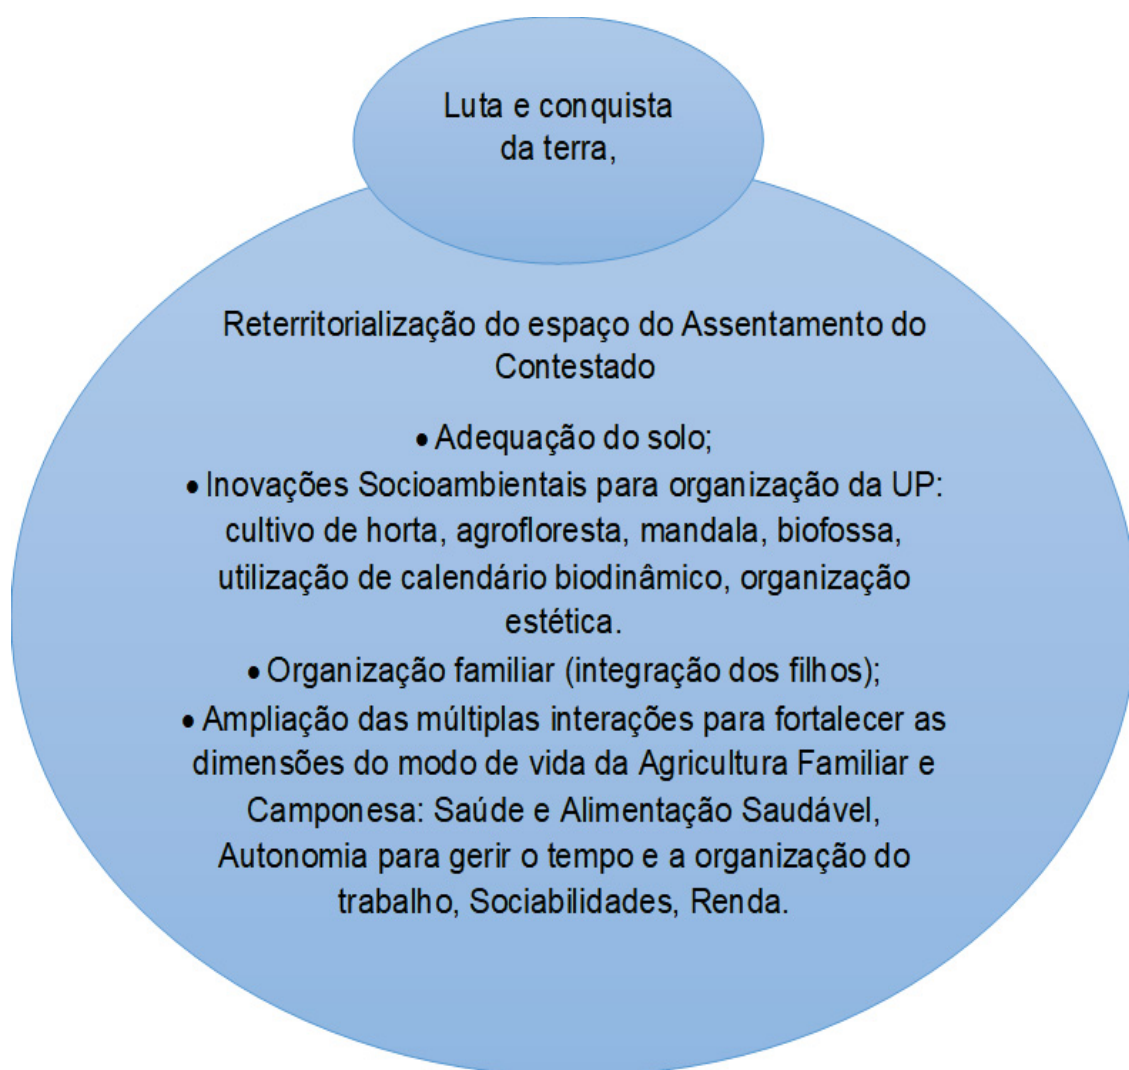 Luta e conquista
da terra,
Reterritorialização do espaço do Assentamento do
Contestado
• Adequação do solo;
• Inovações Socioambientais para organização da UP:
cultivo de horta, agrofloresta, mandala, biofossa,
utilização de calendário biodinâmico, organização
estética.
• Organização familiar (integração dos filhos);
• Ampliação das múltiplas interações para fortalecer as
dimensões do modo de vida da Agricultura Familiar e
Camponesa: Saúde e Alimentação Saudável,
Autonomia para gerir o tempo e a organização do
trabalho, Sociabilidades, Renda.